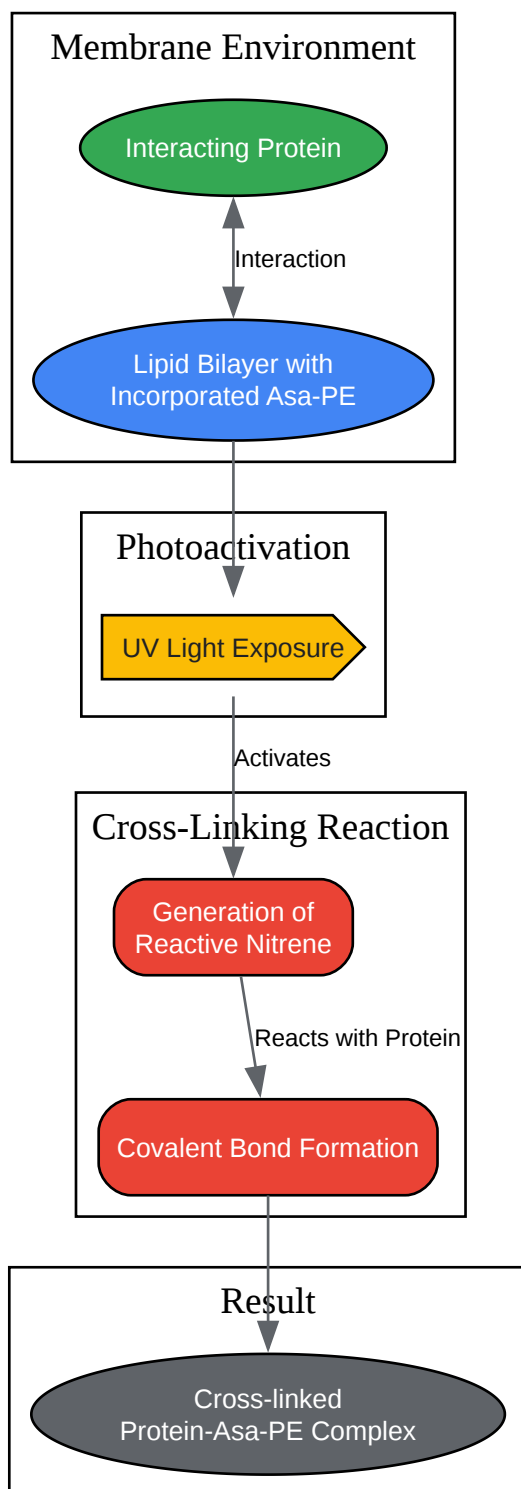 Membrane Environment
Interacting Protein
Interaction
Lipid Bilayer with
Incorporated Asa-PE
Photoactivation
UV Light Exposure
Activates
Cross-Linking Reaction
Generation of
Reactive Nitrene
Reacts with Protein
Covalent Bond Formation
Result
Cross-linked
Protein-Asa-PE Complex